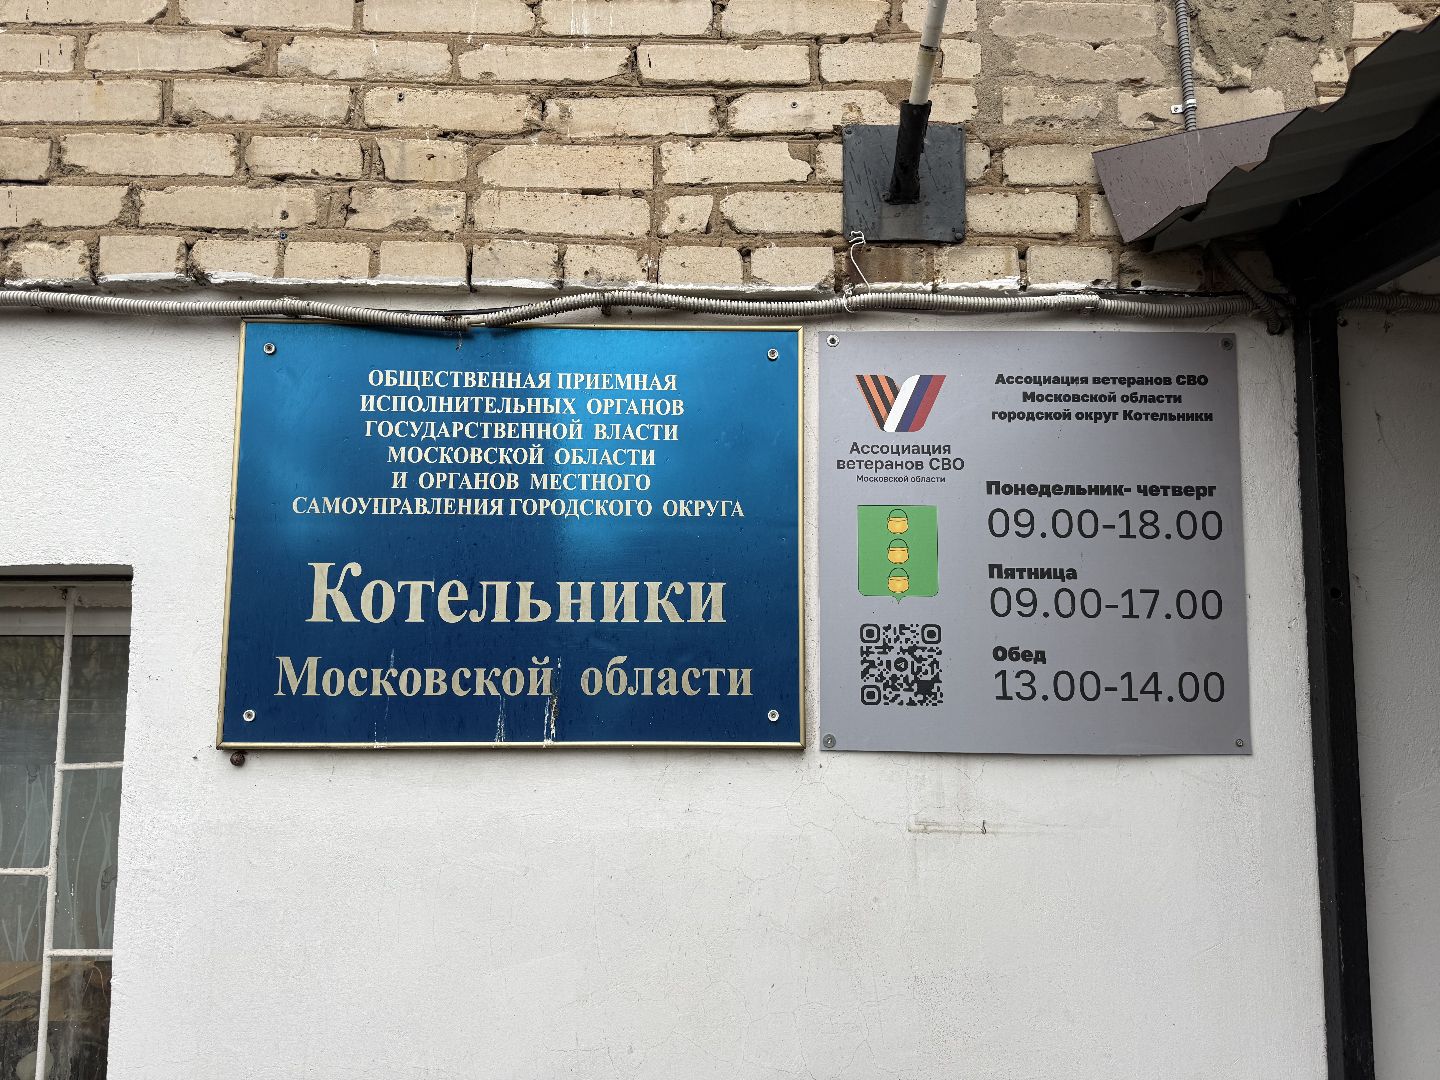 ОБЩЕСТВЕННАЯ ПРИЕМНАЯ
ИСПОЛНИТЕЛЬНЫХ ОРГАНОВ
ГОСУДАРСТВЕННОЙ ВЛАСТИ
МОСКОВСКОЙ ОБЛАСТИ
И ОРГАНОВ МЕСТНОГО
САМОУПРАВЛЕНИЯ ГОРОДСКОГО ОКРУГА
Котельники
Московской области
Ассоциация
ветеранов СВО
Московской области
Ассоциация ветеранов СВО
Московской области
городской округ Котельники
Понедельник- четверг
09.00-18.00
Пятница
09.00-17.00
Обед
13.00-14.00